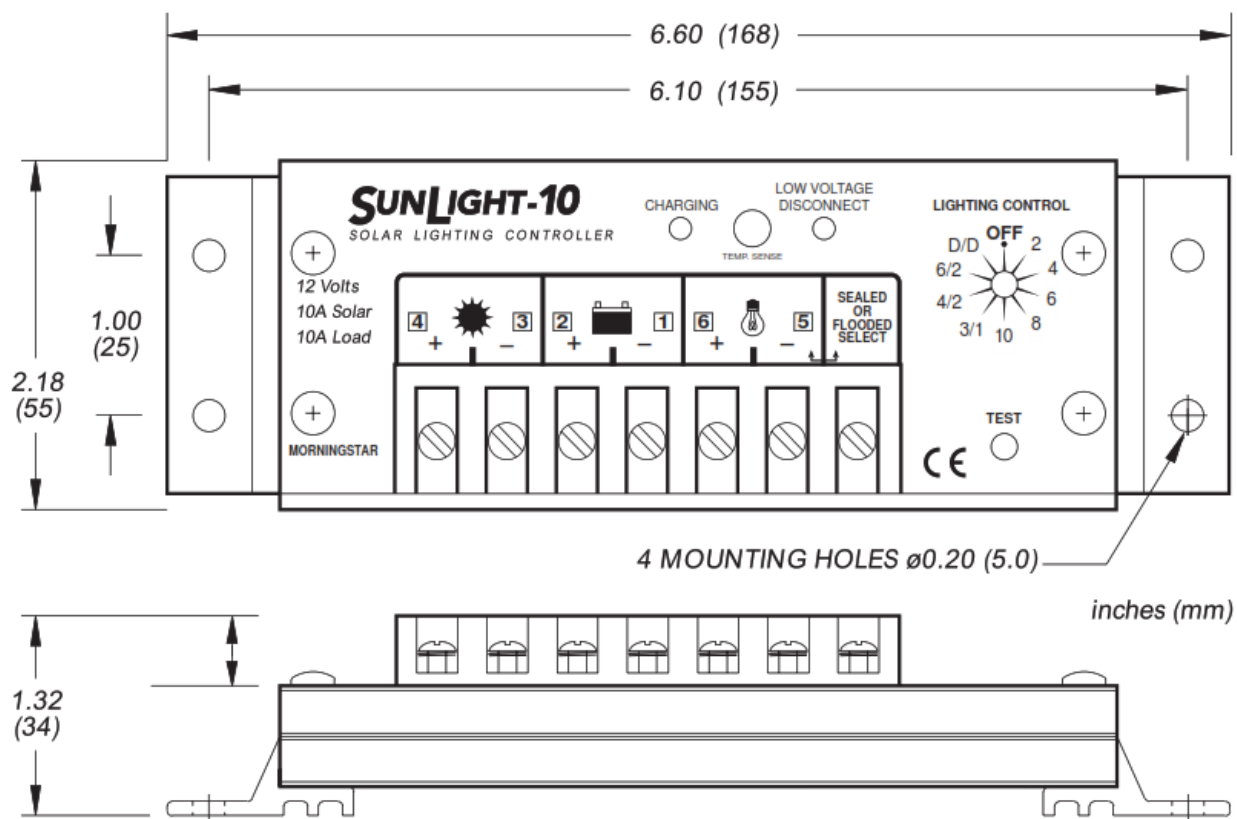 6.60 (168)
6.10 (155)
SUNLIGHT-10
SOLAR LIGHTING CONTROLLER
CHARGING
LOW VOLTAGE
DISCONNECT
TEMP. SENSE
LIGHTING CONTROL
OFF
D/D
2
6/2
4
4/2
6
3/1
10
8
12 Volts
10A Solar
10A Load
4
3
2
1
6
5
+ – + – + –
SEALED
OR
FLOODED
SELECT
1.00
(25)
2.18
(55)
MORNINGSTAR
TEST
CE
4 MOUNTING HOLES ø0.20 (5.0)
inches (mm)
1.32
(34)